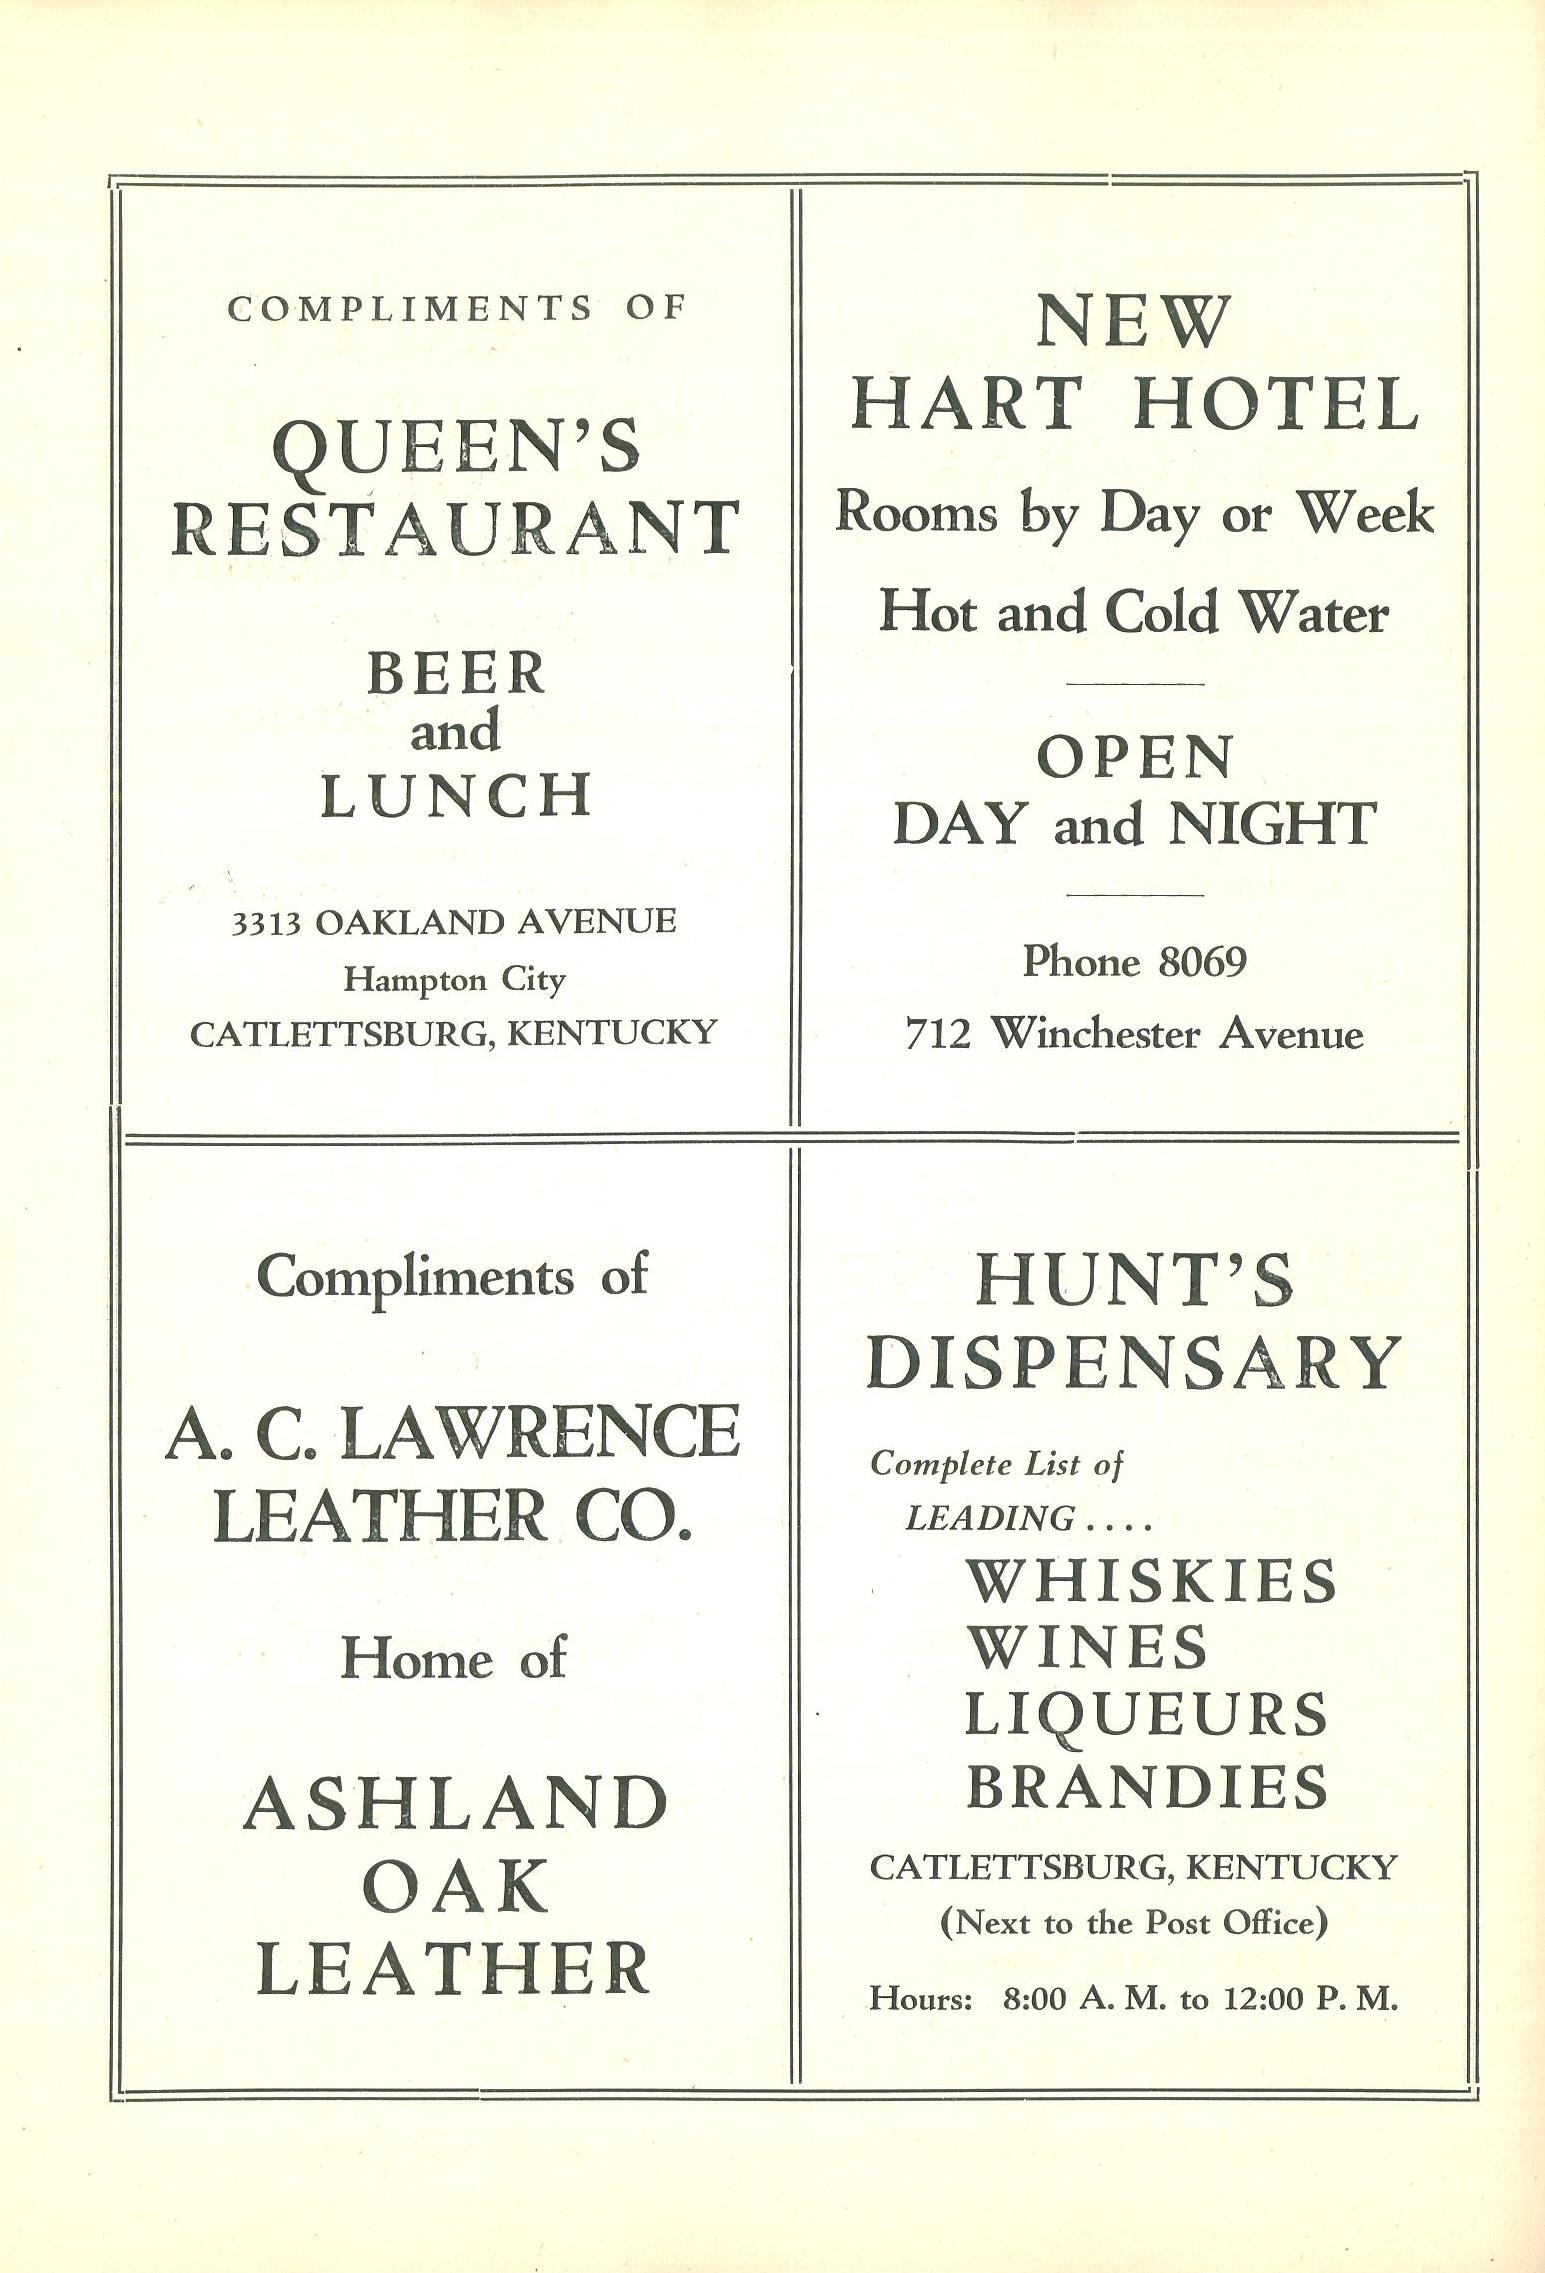 COMPLIMENTS OF
QUEEN'S
RESTAURANT
BEER
and
LUNCH
3313 OAKLAND AVENUE
Hampton City
CATLETTSBURG, KENTUCKY
NEW
HART HOTEL
Rooms by Day or Week
Hot and Cold Water
OPEN
DAY and NIGHT
Phone 8069
712 Winchester Avenue
Compliments of
A. C. LAWRENCE
LEATHER CO.
Home of
ASHLAND
OAK
LEATHER
HUNT'S
DISPENSARY
Complete List of
LEADING ....
WHISKIES
WINES
LIQUEURS
BRANDIES
CATLETTSBURG, KENTUCKY
(Next to the Post Office)
Hours: 8:00 A. M. to 12:00 P. M.